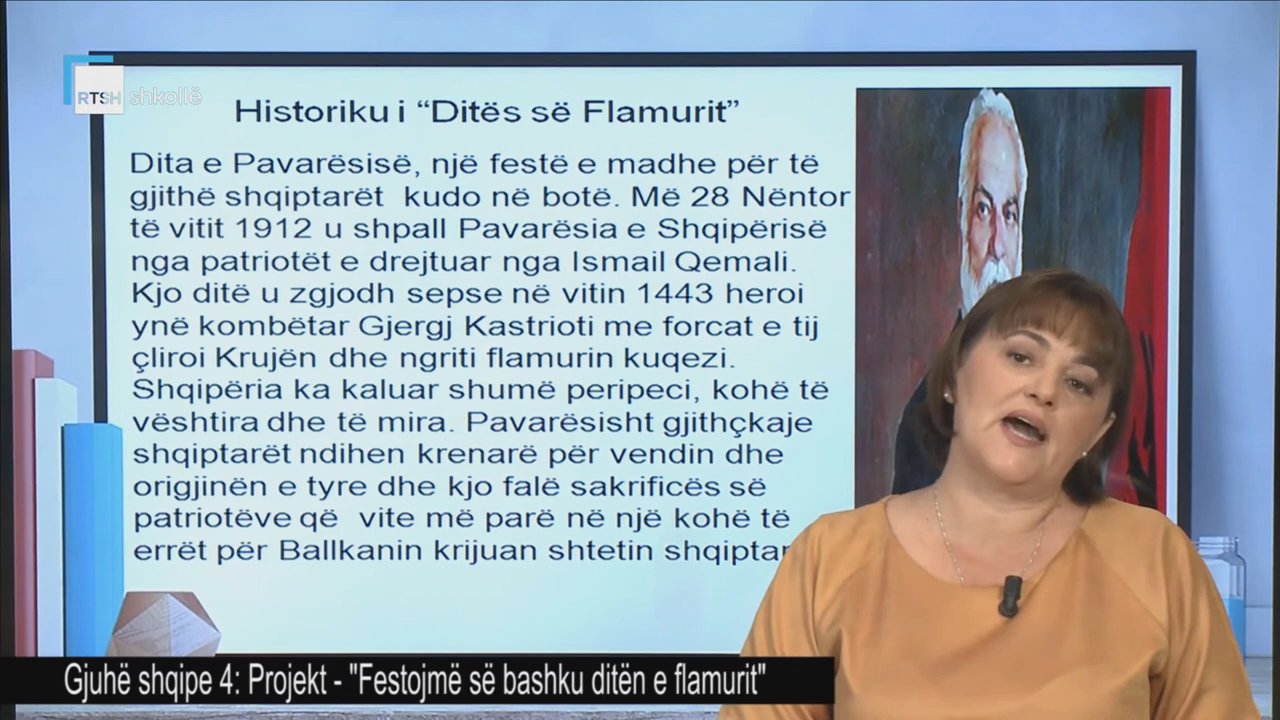 RTSH shkollë
Historiku i “Ditës së Flamurit”
Dita e Pavarësisë, një festë e madhe për të
gjithë shqiptarët kudo në botë. Më 28 Nëntor
të vitit 1912 u shpall Pavarësia e Shqipërisë
nga patriotët e drejtuar nga Ismail Qemali.
Kjo ditë u zgjodh sepse në vitin 1443 heroi
ynë kombëtar Gjergj Kastrioti me forcat e tij
çliroi Krujën dhe ngriti flamurin kuqezi.
Shqipëria ka kaluar shumë peripeci, kohë të
vështira dhe të mira. Pavarësisht gjithçkaje
shqiptarët ndihen krenarë për vendin dhe
origjinën e tyre dhe kjo falë sakrificës së
patriotëve që vite më parë në një kohë të
errët për Ballkanin krijuan shtetin
Gjuhë shqipe 4: Projekt - "Festojmë së bashku ditën e flamurit"